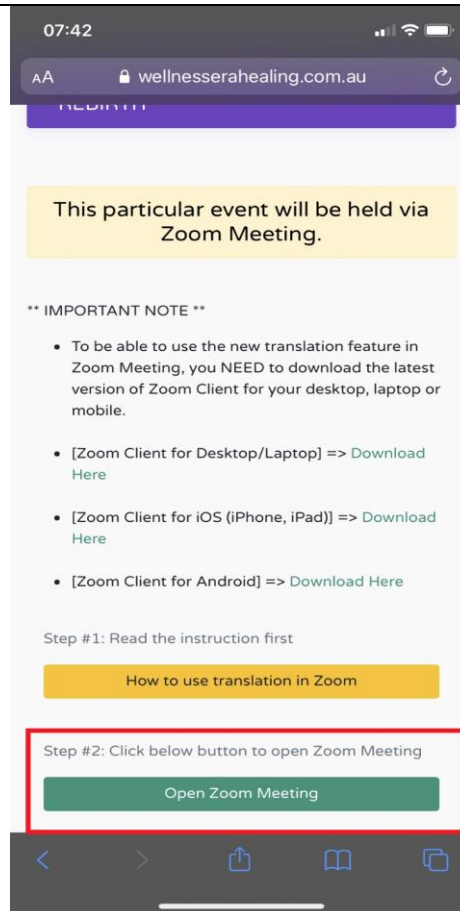 07:42
AA wellnesserahealing.com.au
REBIRTH
This particular event will be held via
Zoom Meeting.
** IMPORTANT NOTE **
• To be able to use the new translation feature in
Zoom Meeting, you NEED to download the latest
version of Zoom Client for your desktop, laptop or
mobile.
• [Zoom Client for Desktop/Laptop] => Download
Here
• [Zoom Client for iOS (iPhone, iPad)] => Download
Here
• [Zoom Client for Android] => Download Here
Step #1: Read the instruction first
How to use translation in Zoom
Step #2: Click below button to open Zoom Meeting
Open Zoom Meeting